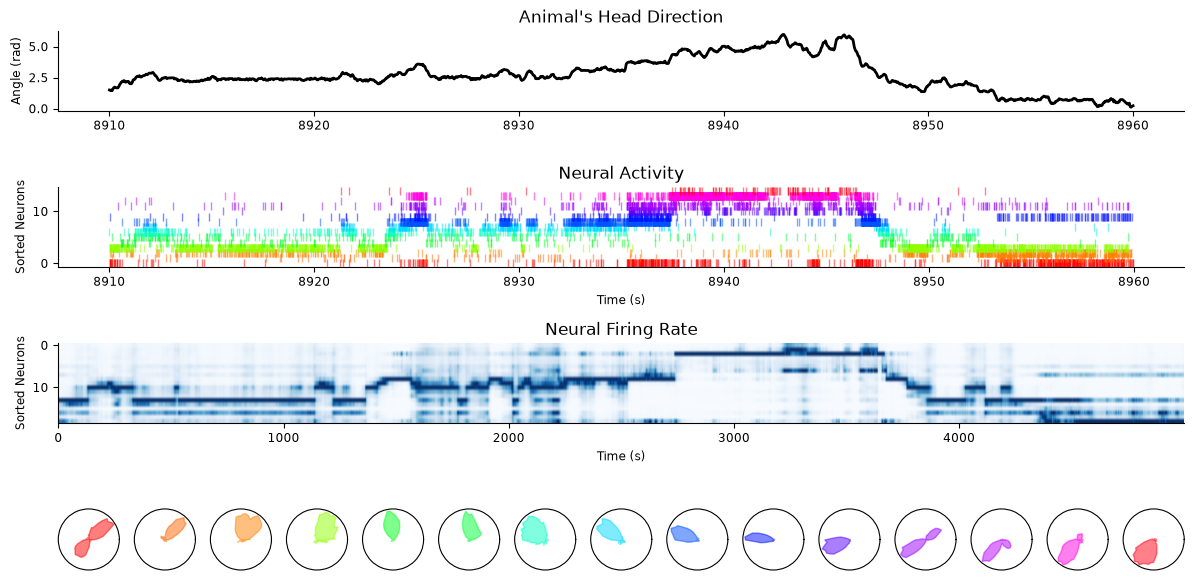 Animal's Head Direction
Angle (rad)
5.0
2.5
0.0
8910 8920 8930 8940 8950 8960
Neural Activity
Sorted Neurons
10
0
8910 8920 8930 8940 8950 8960
Time (s)
Neural Firing Rate
Sorted Neurons
0
10
0 1000 2000 3000 4000
Time (s)